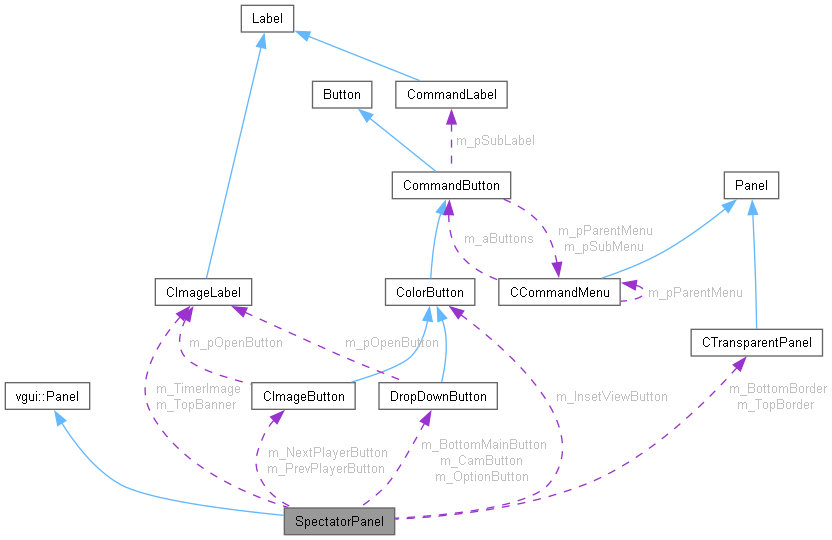 Label
Button
CommandLabel
m_pSubLabel
CommandButton
Panel
m_aButtons
m_pParentMenu
m_pSubMenu
CImageLabel
ColorButton
CCommandMenu
m_pParentMenu
m_pOpenButton
m_pOpenButton
CTransparentPanel
vgui::Panel
m_TimerImage
m_TopBanner
CImageButton
DropDownButton
m_InsetViewButton
m_BottomBorder
m_TopBorder
m_NextPlayerButton
m_PrevPlayerButton
m_BottomMainButton
m_CamButton
m_OptionButton
SpectatorPanel